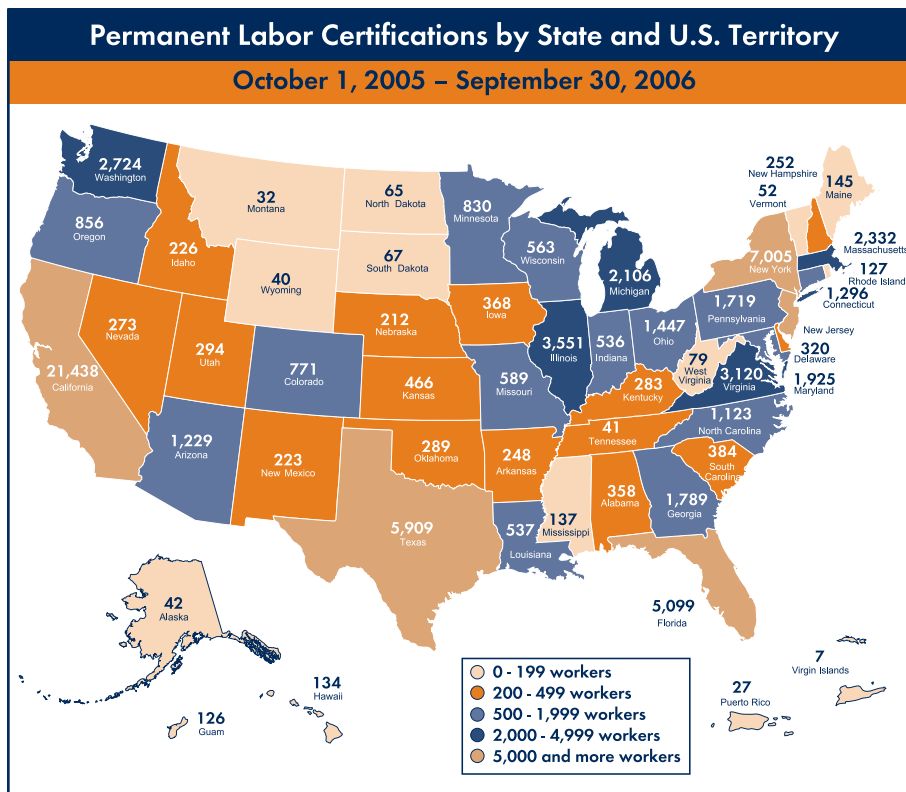 Permanent Labor Certifications by State and U.S. Territory
October 1, 2005 – September 30, 2006
2,724
Washington
856
Oregon
226
Idaho
32
Montana
40
Wyoming
65
North Dakota
67
South Dakota
830
Minnesota
563
Wisconsin
2,106
Michigan
252
New Hampshire
52
Vermont
145
Maine
7,005
New York
2,332
Massachusetts
127
Rhode Island
1,296
Connecticut
1,719
Pennsylvania
New Jersey
320
Delaware
1,925
Maryland
273
Nevada
21,438
California
294
Utah
771
Colorado
212
Nebraska
368
Iowa
466
Kansas
589
Missouri
3,551
Illinois
536
Indiana
1,447
Ohio
79
West
Virginia
3,120
Virginia
283
Kentucky
1,123
North Carolina
41
Tennessee
384
South
Carolina
1,229
Arizona
223
New Mexico
289
Oklahoma
248
Arkansas
5,909
Texas
537
Louisiana
137
Mississippi
358
Alabama
1,789
Georgia
5,099
Florida
42
Alaska
134
Hawaii
126
Guam
7
Virgin Islands
27
Puerto Rico
0 - 199 workers
200 - 499 workers
500 - 1,999 workers
2,000 - 4,999 workers
5,000 and more workers